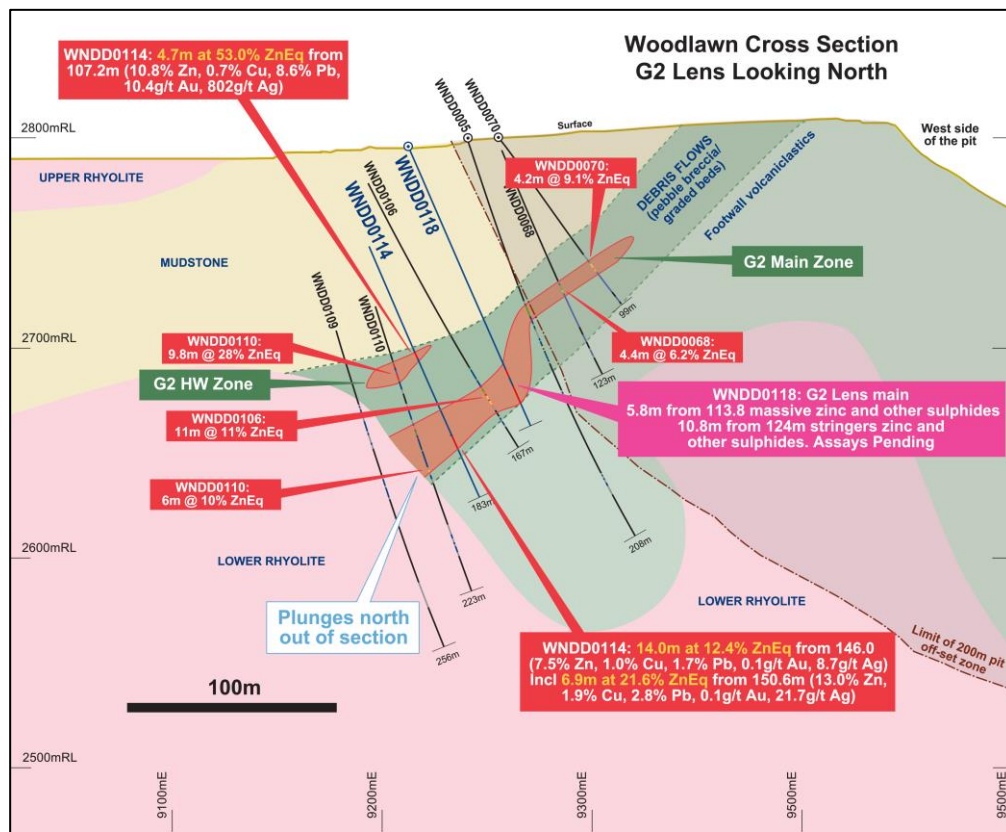 Woodlawn Cross Section
G2 Lens Looking North
WNDD0114: 4.7m at 53.0% ZnEq from
107.2m (10.8% Zn, 0.7% Cu, 8.6% Pb,
10.4g/t Au, 802g/t Ag)
2800mRL
WNDD0005
WNDD0070
Surface
West side
of the pit
UPPER RHYOLITE
WNDD0106
WNDD0118
WNDD0114
WNDD0068
WNDD0070:
4.2m @ 9.1% ZnEq
DEBRIS FLOWS
(pebble breccia/
graded beds)
Footwall volcaniclastics
MUDSTONE
G2 Main Zone
WNDD0109
WNDD0110
99m
2700mRL
WNDD0110:
9.8m @ 28% ZnEq
WNDD0068:
4.4m @ 6.2% ZnEq
G2 HW Zone
123m
WNDD0118: G2 Lens main
5.8m from 113.8 massive zinc and other sulphides
10.8m from 124m stringers zinc and
other sulphides. Assays Pending
WNDD0106:
11m @ 11% ZnEq
167m
WNDD0110:
6m @ 10% ZnEq
183m
208m
2600mRL
LOWER RHYOLITE
223m
LOWER RHYOLITE
Plunges north
out of section
256m
Limit of 200m pit
off-set zone
WNDD0114: 14.0m at 12.4% ZnEq from 146.0
(7.5% Zn, 1.0% Cu, 1.7% Pb, 0.1g/t Au, 8.7g/t Ag)
Incl 6.9m at 21.6% ZnEq from 150.6m (13.0% Zn,
1.9% Cu, 2.8% Pb, 0.1g/t Au, 21.7g/t Ag)
100m
2500mRL
9100mE
9200mE
9300mE
9500mE
9500mE